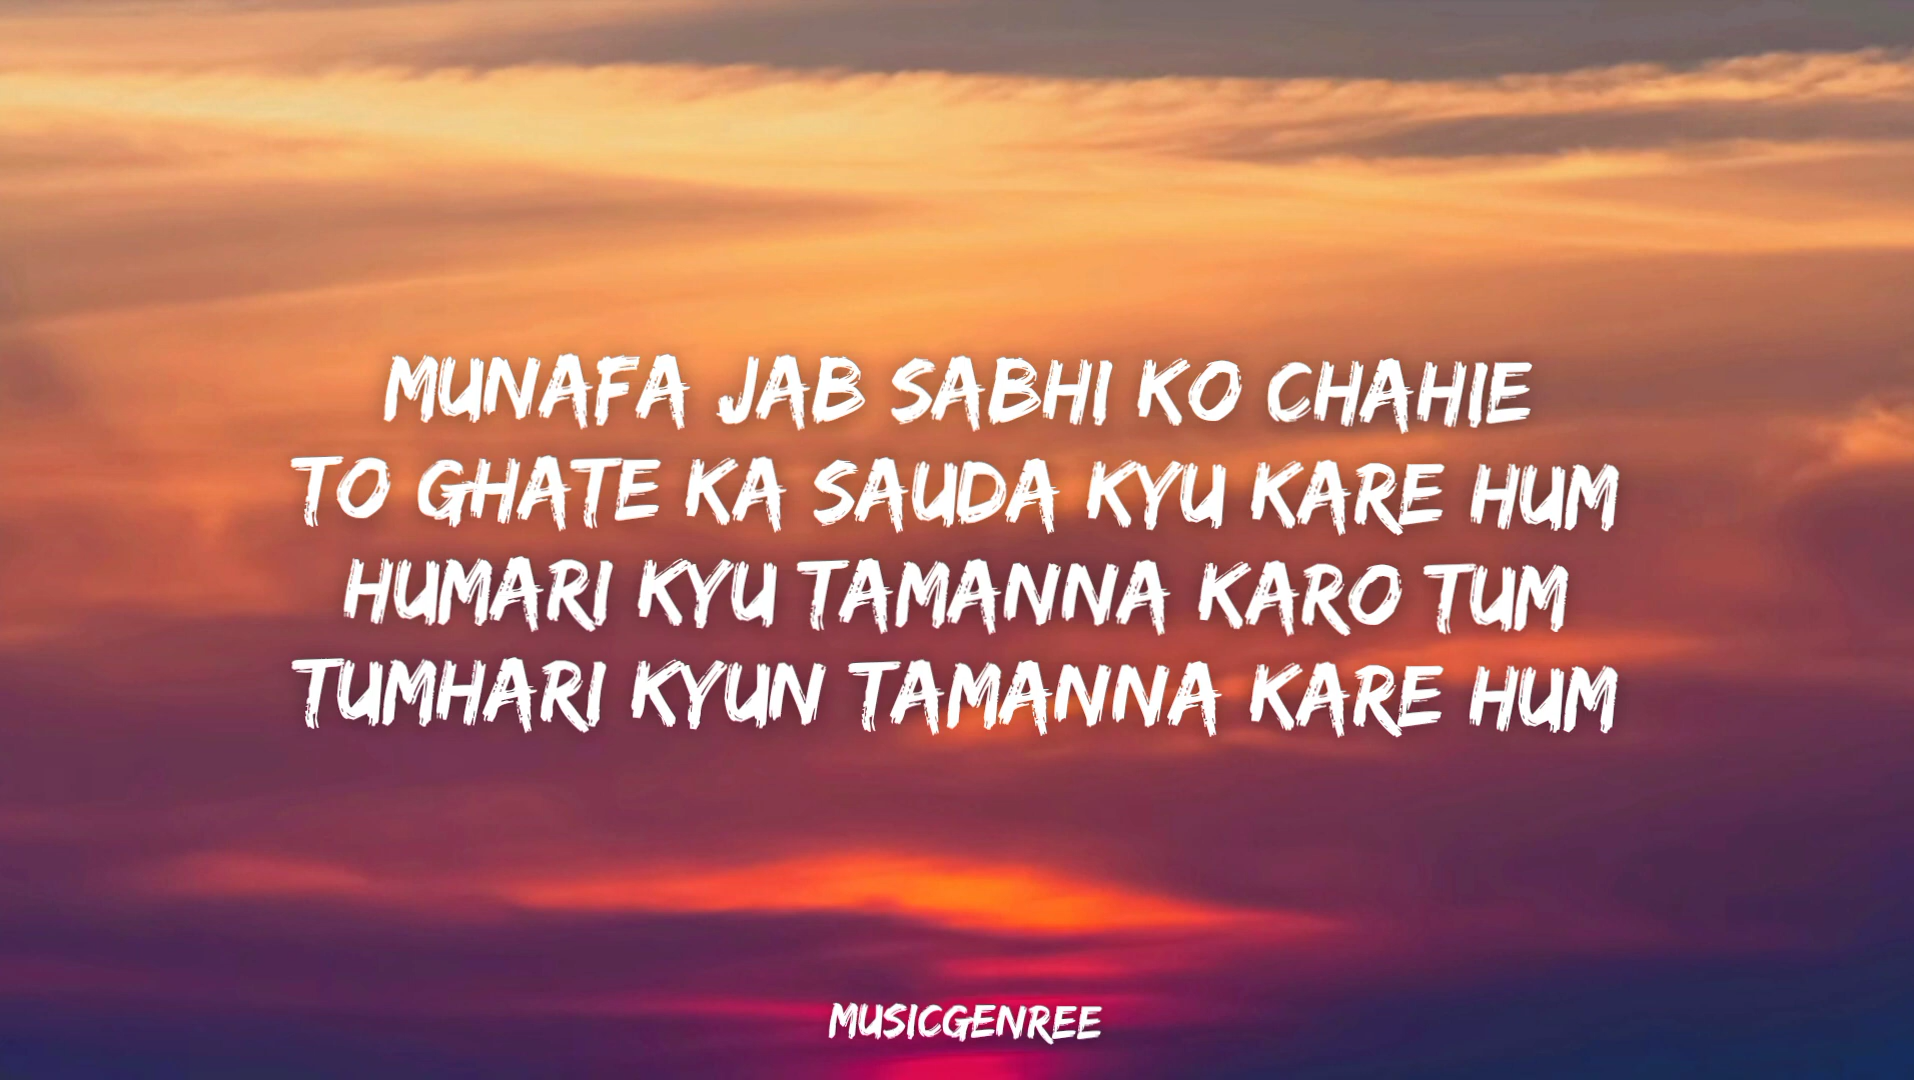 MUNAFA JAB SABHI KO CHAHIE
TO GHATE KA SAUDA KYU KARE HUM
HUMARI KYU TAMANNA KARO TUM
TUMHARI KYUN TAMANNA KARE HUM
MUSICGENREE